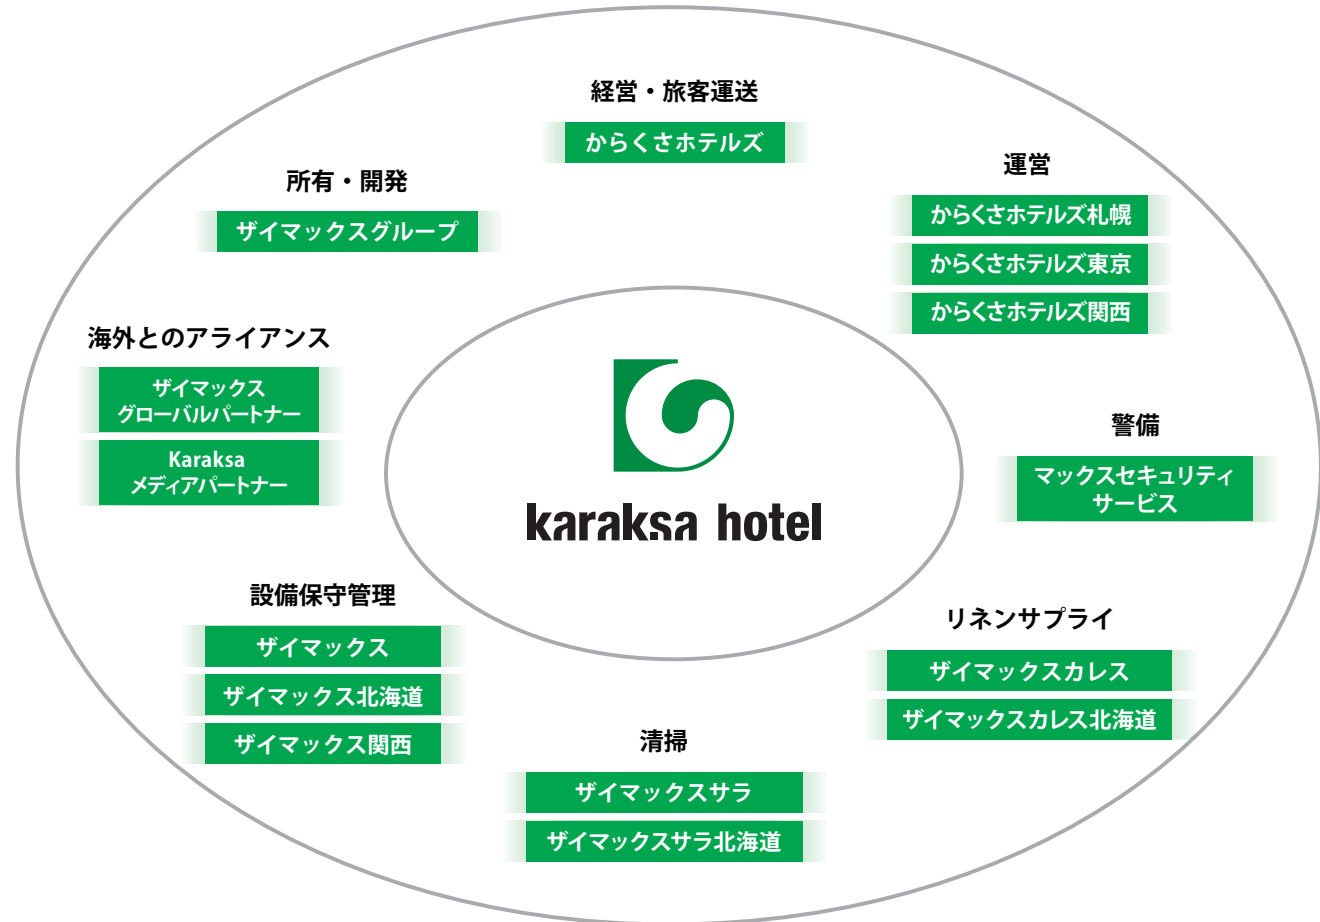 経営・旅客運送
からくさホテルズ
所有・開発
ザイマックスグループ
運営
からくさホテルズ札幌
からくさホテルズ東京
からくさホテルズ関西
海外とのアライアンス
ザイマックス
グローバルパートナー
Karaksa
メディアパートナー
karaksa hotel
警備
マックスセキュリティ
サービス
設備保守管理
ザイマックス
ザイマックス北海道
ザイマックス関西
リネンサプライ
ザイマックスカレス
ザイマックスカレス北海道
清掃
ザイマックスサラ
ザイマックスサラ北海道